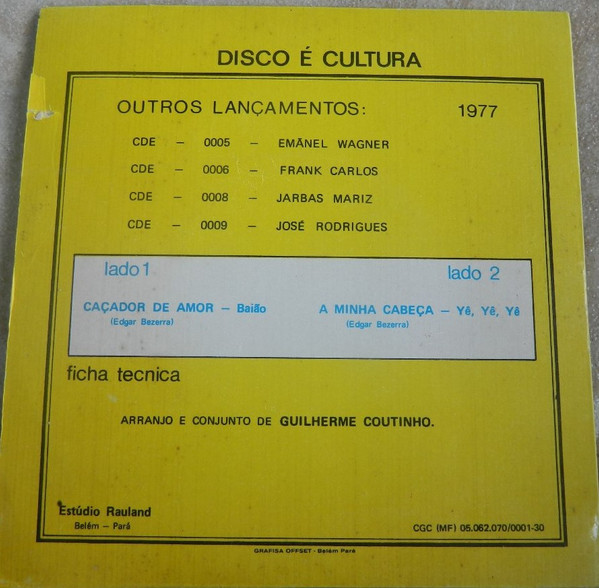 DISCO É CULTURA
OUTROS LANÇAMENTOS: 1977
CDE – 0005 – EMÃNEL WAGNER
CDE – 0006 – FRANK CARLOS
CDE – 0008 – JARBAS MARIZ
CDE – 0009 – JOSÉ RODRIGUES
lado 1 lado 2
CAÇADOR DE AMOR – Baião A MINHA CABEÇA – Yê, Yê, Yê
(Edgar Bezerra) (Edgar Bezerra)
ficha tecnica
ARRANJO E CONJUNTO DE GUILHERME COUTINHO.
Estúdio Rauland
Belém – Pará CGC (MF) 05.062.070/0001-30
GRAFISA OFFSET - Belém Pará